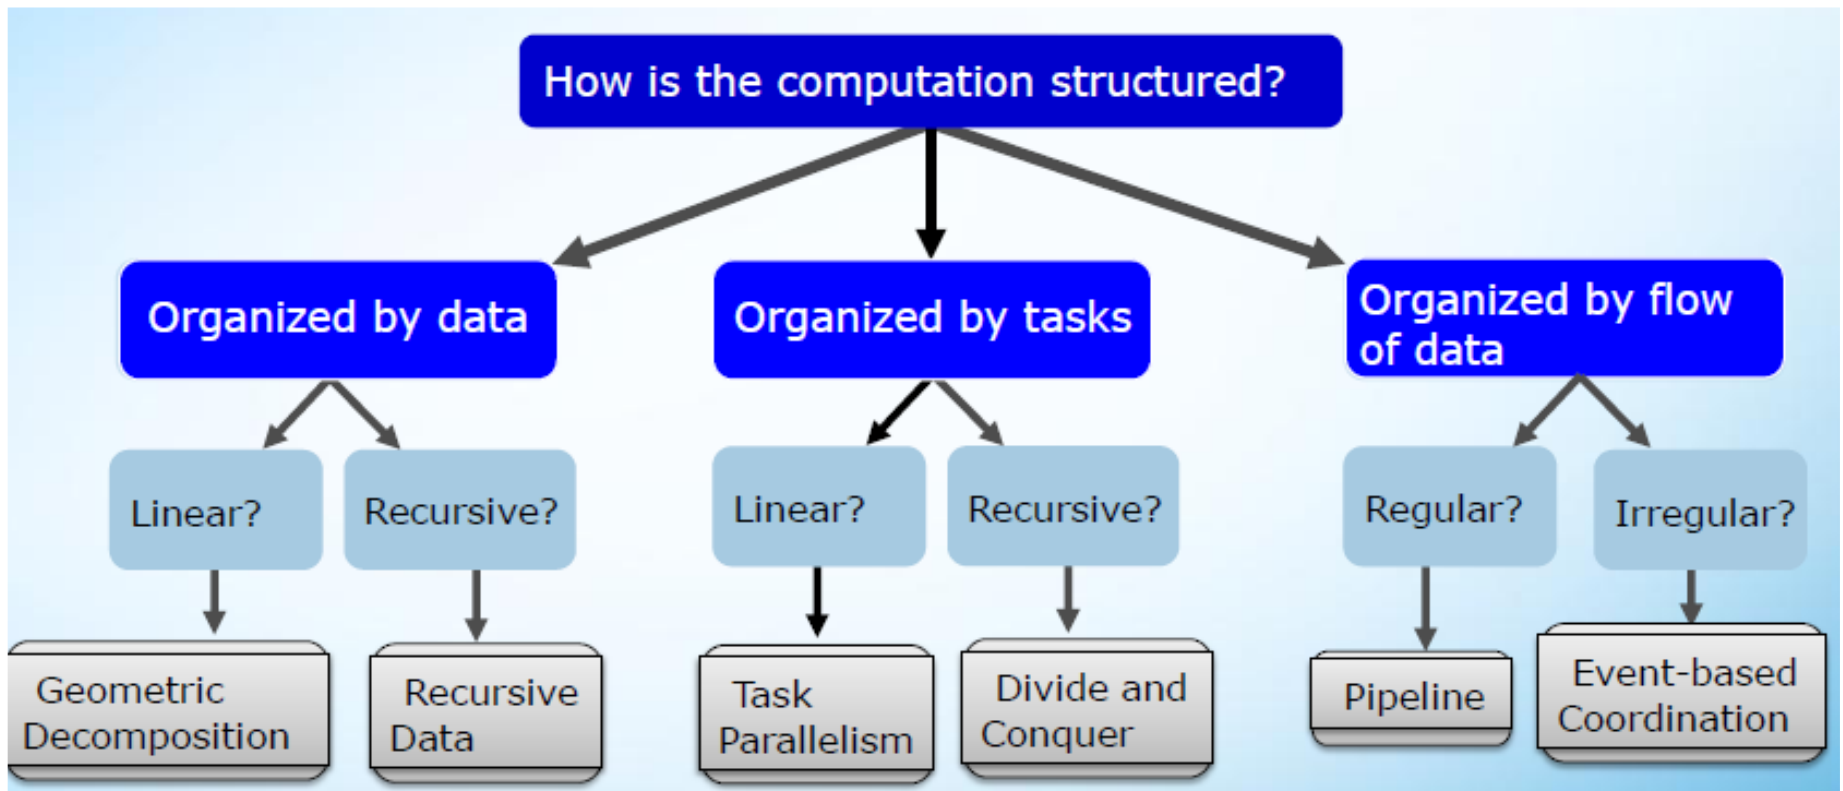 How is the computation structured?
Organized by data
Organized by tasks
Organized by flow
of data
Linear?
Recursive?
Linear?
Recursive?
Regular?
Irregular?
Geometric
Decomposition
Recursive
Data
Task
Parallelism
Divide and
Conquer
Pipeline
Event-based
Coordination